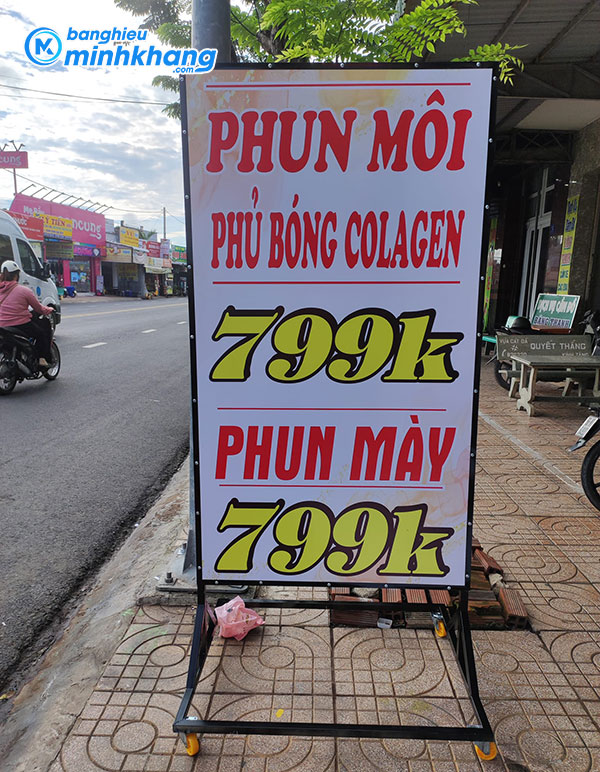 banghieu
minhkhang
.com
PHUN MÔI
PHỦ BÓNG COLAGEN
799k
PHUN MÀY
799k
QUYẾT THẮNG